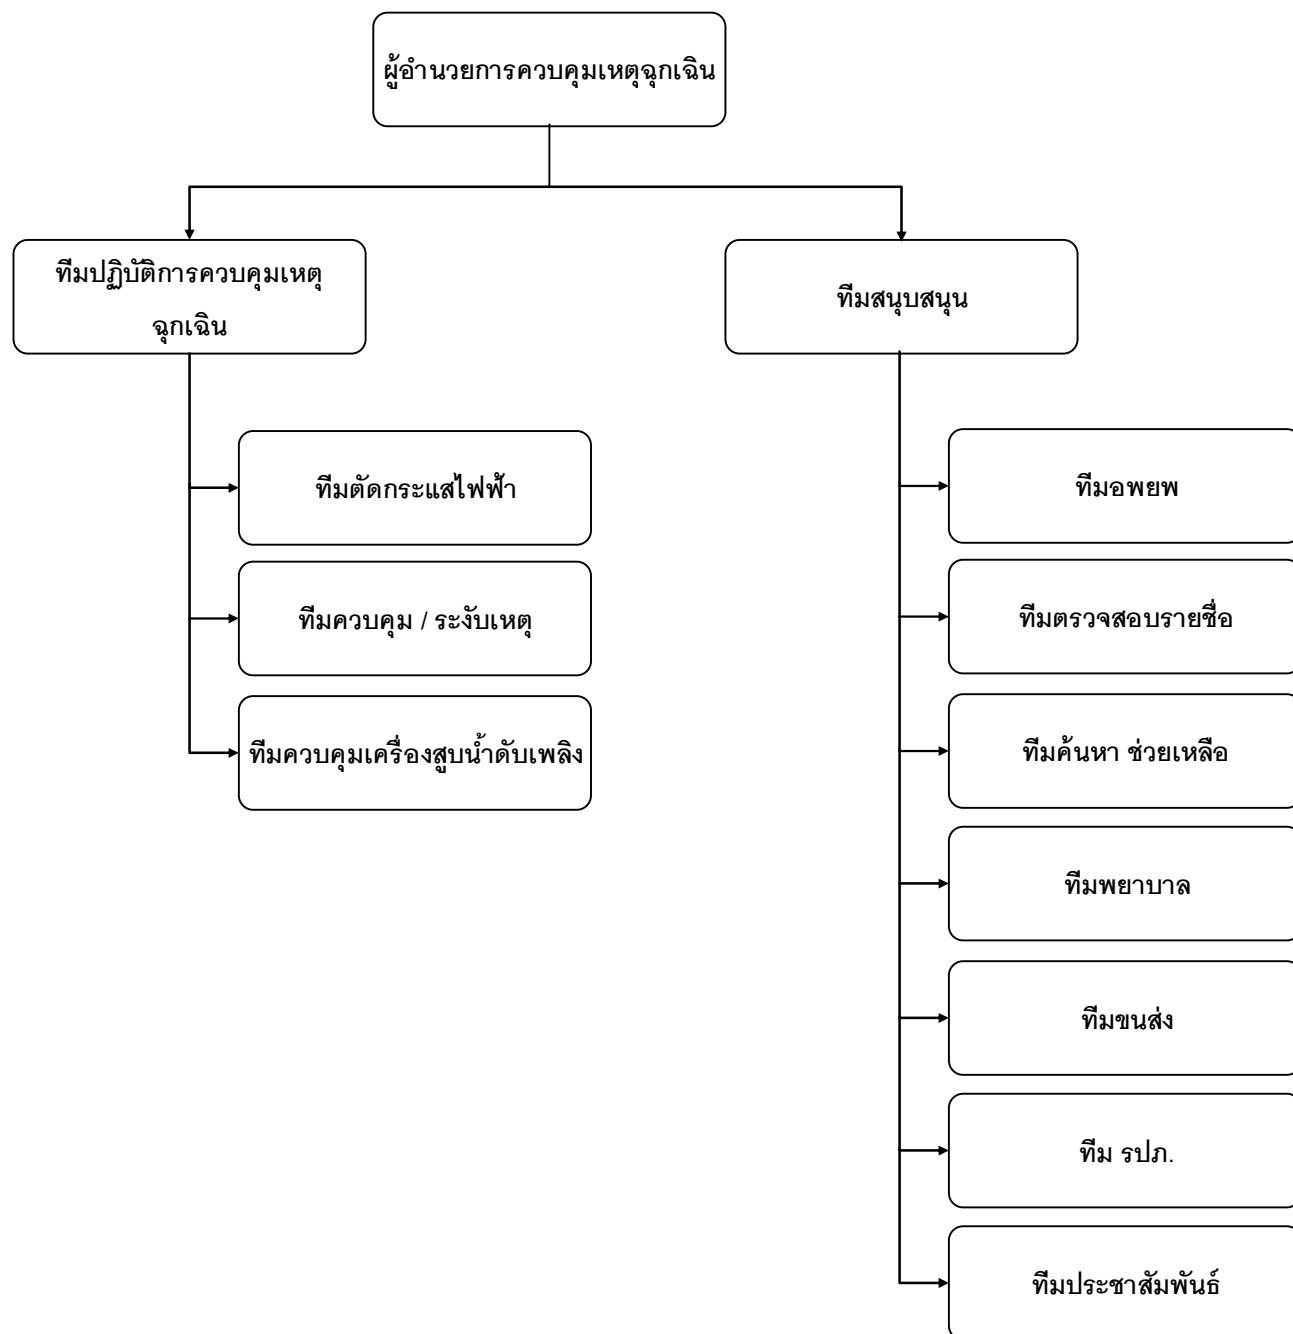 ผู้อำนวยการควบคุมเหตุฉุกเฉิน
ทีมปฏิบัติการควบคุมเหตุ
ฉุกเฉิน
ทีมสนุบสนุน
ทีมตัดกระแสไฟฟ้า
ทีมควบคุม / ระงับเหตุ
ทีมควบคุมเครื่องสูบน้ำดับเพลิง
ทีมอพยพ
ทีมตรวจสอบรายชื่อ
ทีมค้นหา ช่วยเหลือ
ทีมพยาบาล
ทีมขนส่ง
ทีม รปภ.
ทีมประชาสัมพันธ์